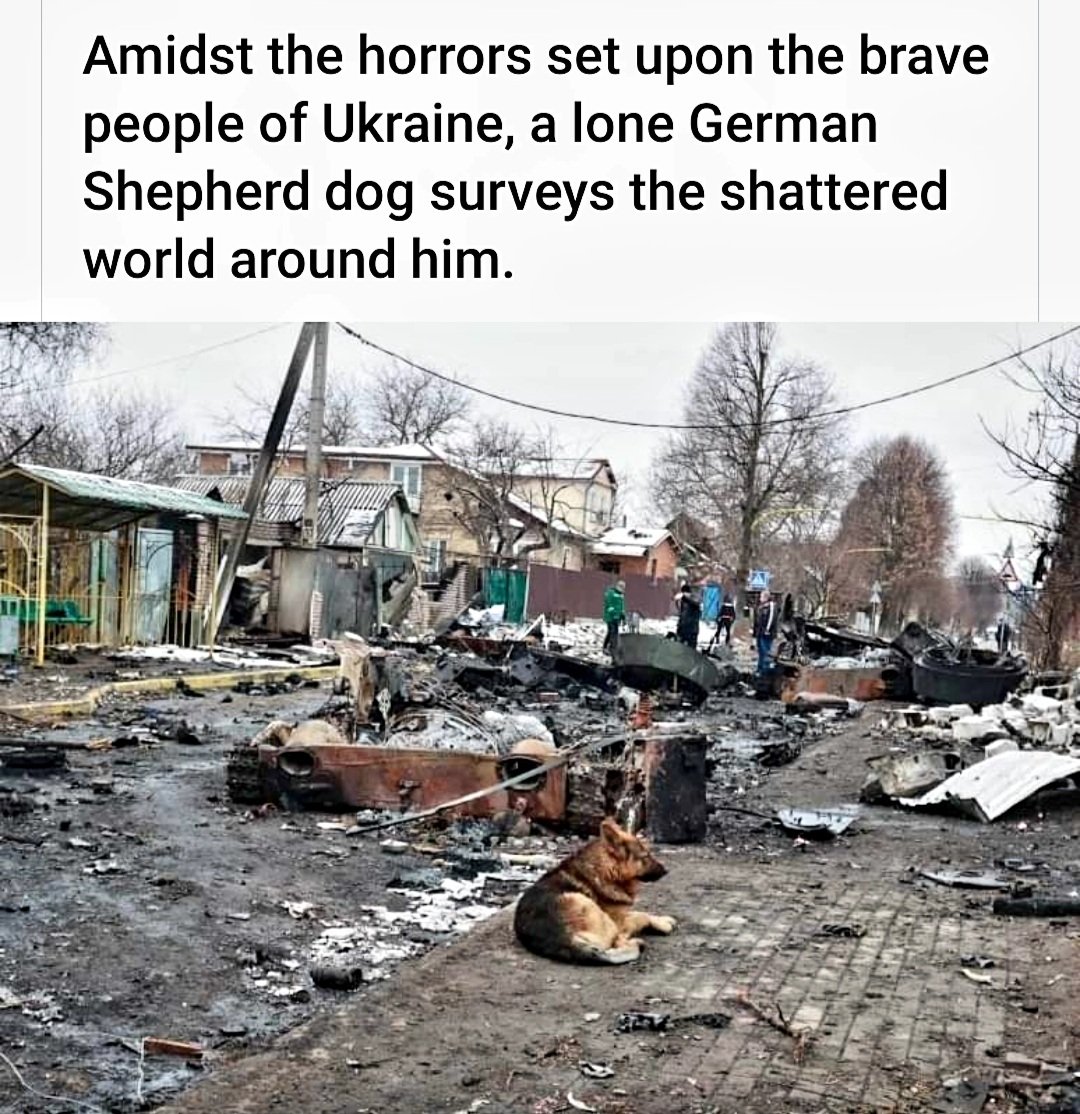 Amidst the horrors set upon the brave
people of Ukraine, a lone German
Shepherd dog surveys the shattered
world around him.